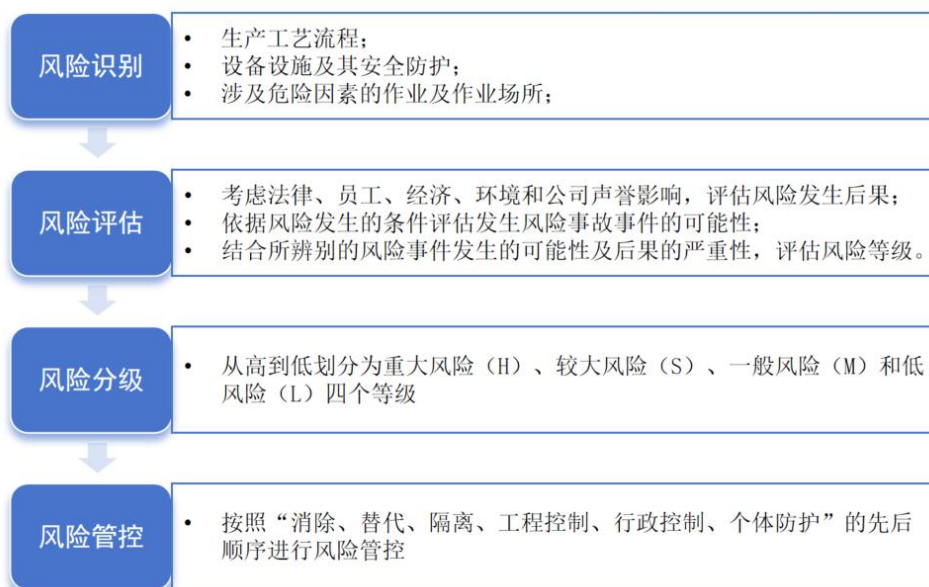 风险识别
• 生产工艺流程；
• 设备设施及其安全防护；
• 涉及危险因素的作业及作业场所；
风险评估
• 考虑法律、员工、经济、环境和公司声誉影响，评估风险发生后果；
• 依据风险发生的条件评估发生风险事故事件的可能性；
• 结合所辨别的风险事件发生的可能性及后果的严重性，评估风险等级。
风险分级
• 从高到低划分为重大风险（H）、较大风险（S）、一般风险（M）和低
风险（L）四个等级
风险管控
• 按照“消除、替代、隔离、工程控制、行政控制、个体防护”的先后
顺序进行风险管控